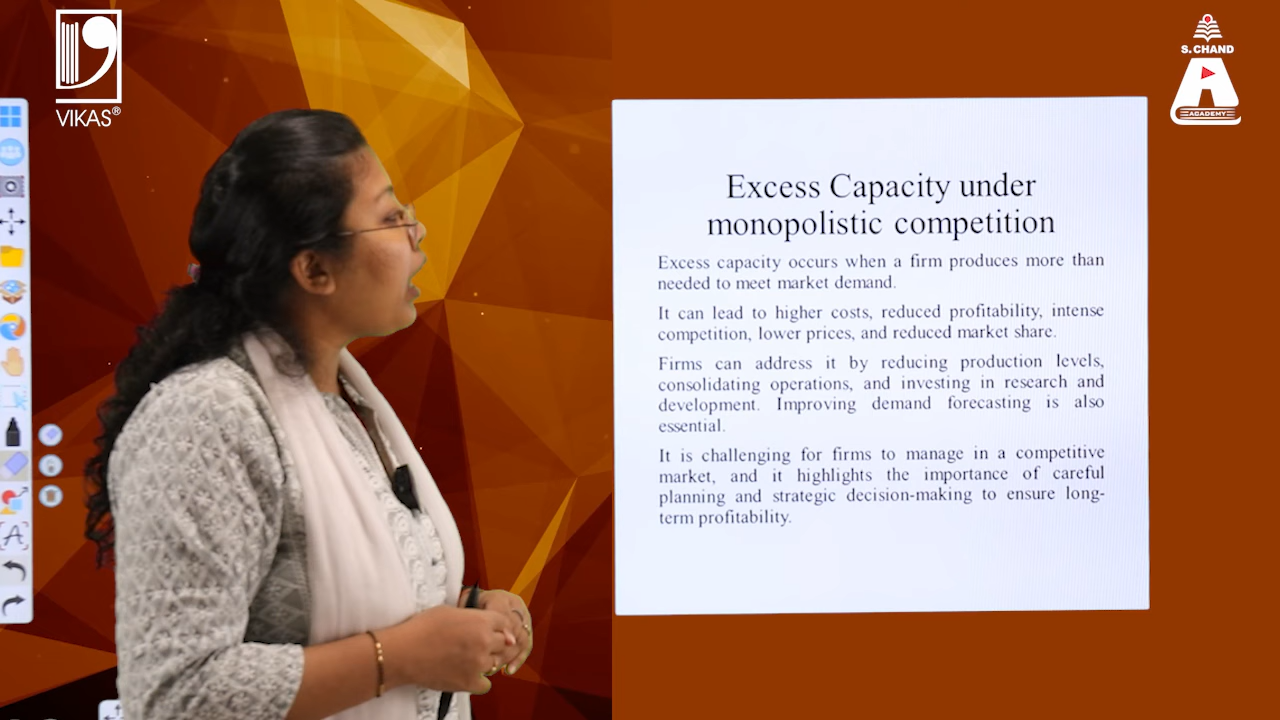 VIKAS®
S. CHAND
ACADEMY
Excess Capacity under
monopolistic competition
Excess capacity occurs when a firm produces more than
needed to meet market demand.
It can lead to higher costs, reduced profitability, intense
competition, lower prices, and reduced market share.
Firms can address it by reducing production levels,
consolidating operations, and investing in research and
development. Improving demand forecasting is also
essential.
It is challenging for firms to manage in a competitive
market, and it highlights the importance of careful
planning and strategic decision-making to ensure long-
term profitability.
A